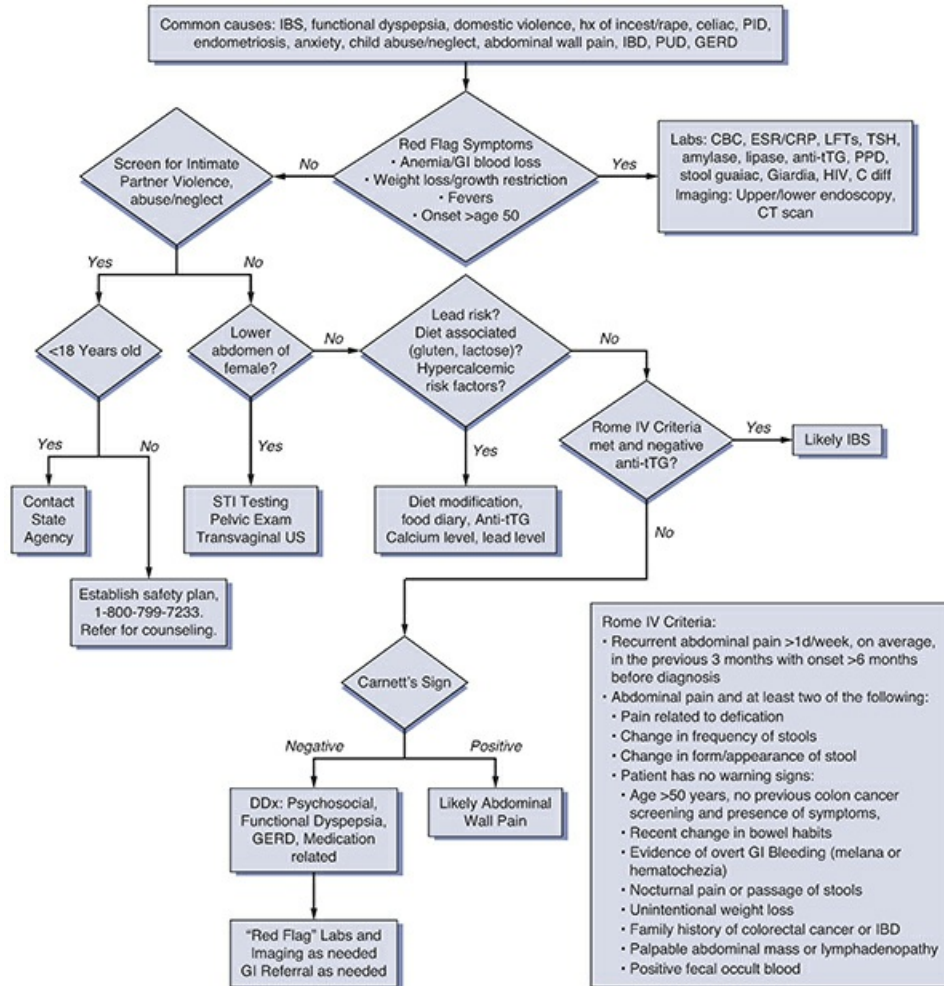 Common causes: IBS, functional dyspepsia, domestic violence, hx of incest/rape, celiac, PID,
endometriosis, anxiety, child abuse/neglect, abdominal wall pain, IBD, PUD, GERD
Red Flag Symptoms
• Anemia/GI blood loss
• Weight loss/growth restriction
• Fevers
• Onset >age 50
No
Yes
Screen for Intimate
Partner Violence,
abuse/neglect
Labs: CBC, ESR/CRP, LFTs, TSH,
amylase, lipase, anti-tTG, PPD,
stool guaiac, Giardia, HIV, C diff
Imaging: Upper/lower endoscopy,
CT scan
Yes
No
<18 Years old
Lower
abdomen of
female?
No
Lead risk?
Diet associated
(gluten, lactose)?
Hypercalcemic
risk factors?
No
Yes
No
Yes
Yes
Rome IV Criteria
met and negative
anti-tTG?
Yes
Likely IBS
Contact
State
Agency
STI Testing
Pelvic Exam
Transvaginal US
Diet modification,
food diary, Anti-tTG
Calcium level, lead level
No
Establish safety plan,
1-800-799-7233.
Refer for counseling.
Carnett's Sign
Negative
Positive
DDx: Psychosocial,
Functional Dyspepsia,
GERD, Medication
related
Likely Abdominal
Wall Pain
"Red Flag" Labs and
Imaging as needed
GI Referral as needed
Rome IV Criteria:
• Recurrent abdominal pain >1d/week, on average,
in the previous 3 months with onset >6 months
before diagnosis
• Abdominal pain and at least two of the following:
• Pain related to defication
• Change in frequency of stools
• Change in form/appearance of stool
• Patient has no warning signs:
• Age >50 years, no previous colon cancer
screening and presence of symptoms,
• Recent change in bowel habits
• Evidence of overt GI Bleeding (melana or
hematochezia)
• Nocturnal pain or passage of stools
• Unintentional weight loss
• Family history of colorectal cancer or IBD
• Palpable abdominal mass or lymphadenopathy
• Positive fecal occult blood